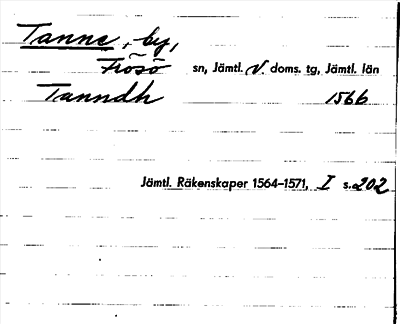 Tanne, by,
Frösö sn, Jämtl. V. doms. tg, Jämtl. län
Tanndh 1566
Jämtl. Räkenskaper 1564–1571, I s. 202